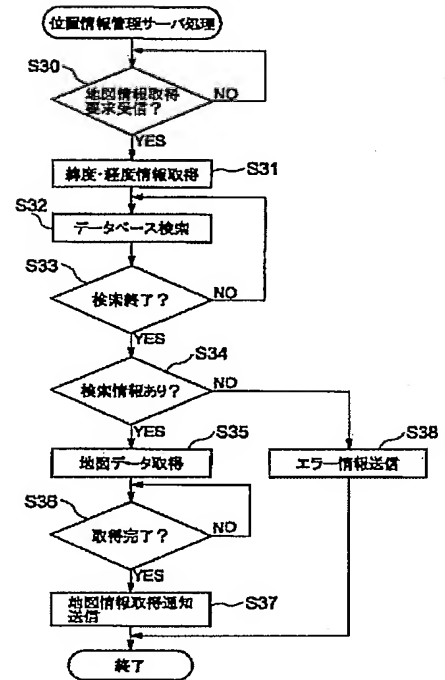 位置情報管理サーバ処理
S30
地図情報取得
要求受信？
NO
YES
緯度・経度情報取得
S31
S32
データベース検索
S33
検索終了？
NO
YES
S34
検索情報あり？
NO
YES
S35
地図データ取得
S38
エラー情報送信
S36
取得完了？
NO
YES
地図情報取得通知
送信
S37
終了